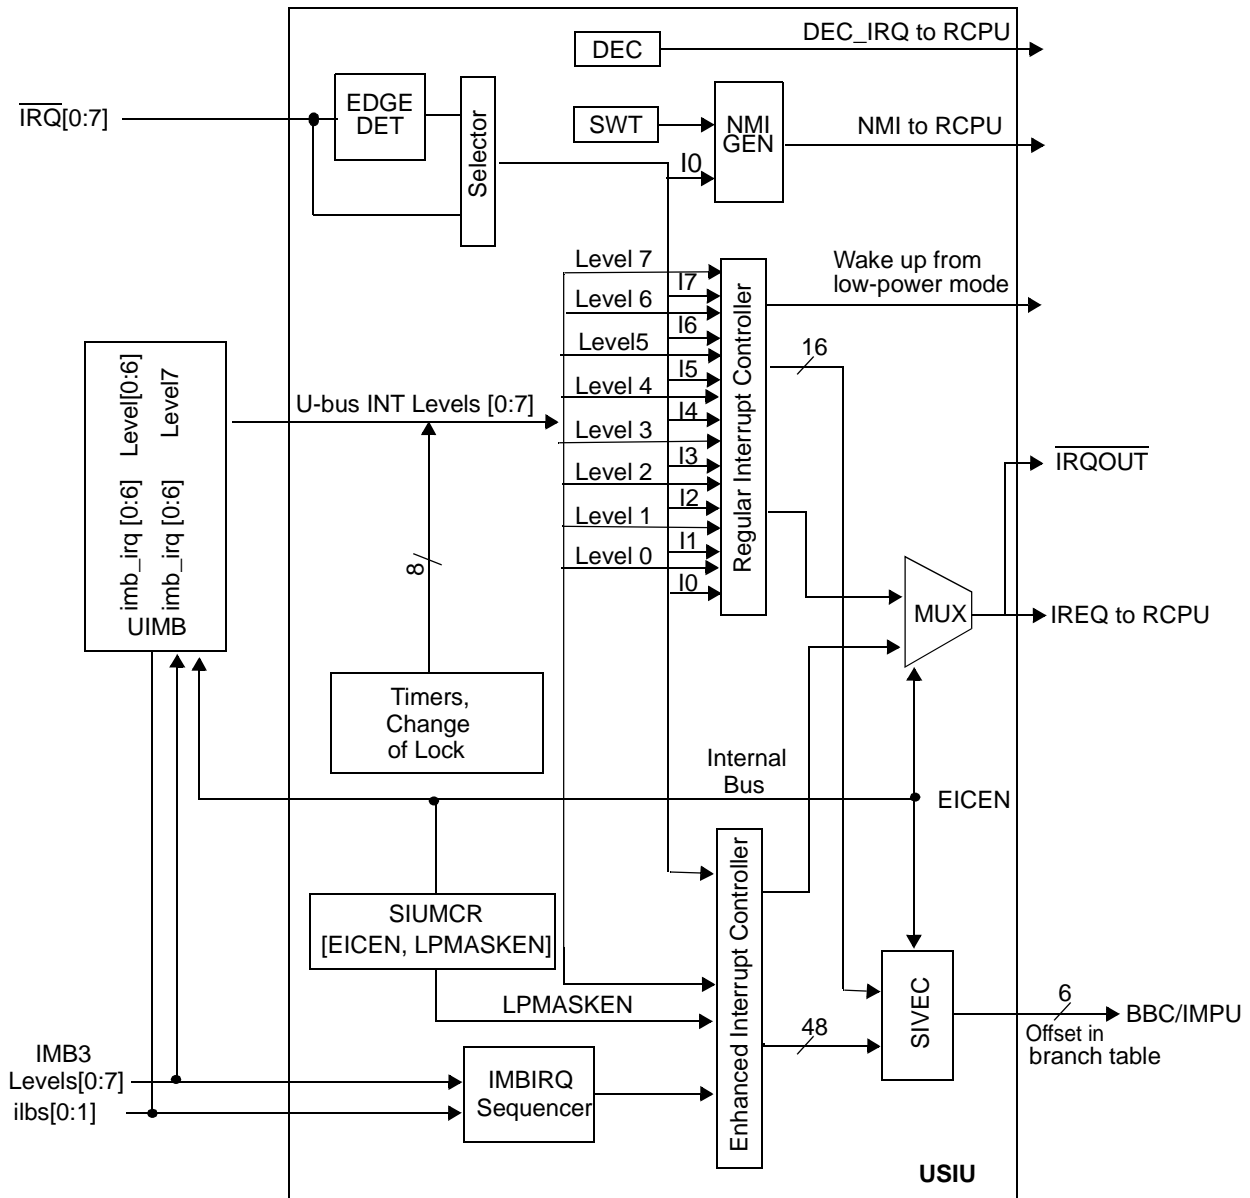 DEC_IRQ to RCPU
DEC
IRQ[0:7]
EDGE
DET
Selector
SWT
NMI
GEN
NMI to RCPU
I0
Level 7
I7
Level 6
I6
Level5
I5
Level 4
I4
Level 3
I3
Level 2
I2
Level 1
I1
Level 0
I0
Regular Interrupt Controller
Wake up from
low-power mode
16
Level[0:6]
Level7
imb_irq [0:6]
imb_irq [0:6]
UIMB
U-bus INT Levels [0:7]
8
IRQOUT
MUX
IREQ to RCPU
Timers,
Change
of Lock
Internal
Bus
EICEN
SIUMCR
[EICEN, LPMASKEN]
LPMASKEN
Enhanced Interrupt Controller
48
SIVEC
6
Offset in
branch table
BBC/IMPU
IMB3
Levels[0:7]
ilbs[0:1]
IMBIRQ
Sequencer
USIU